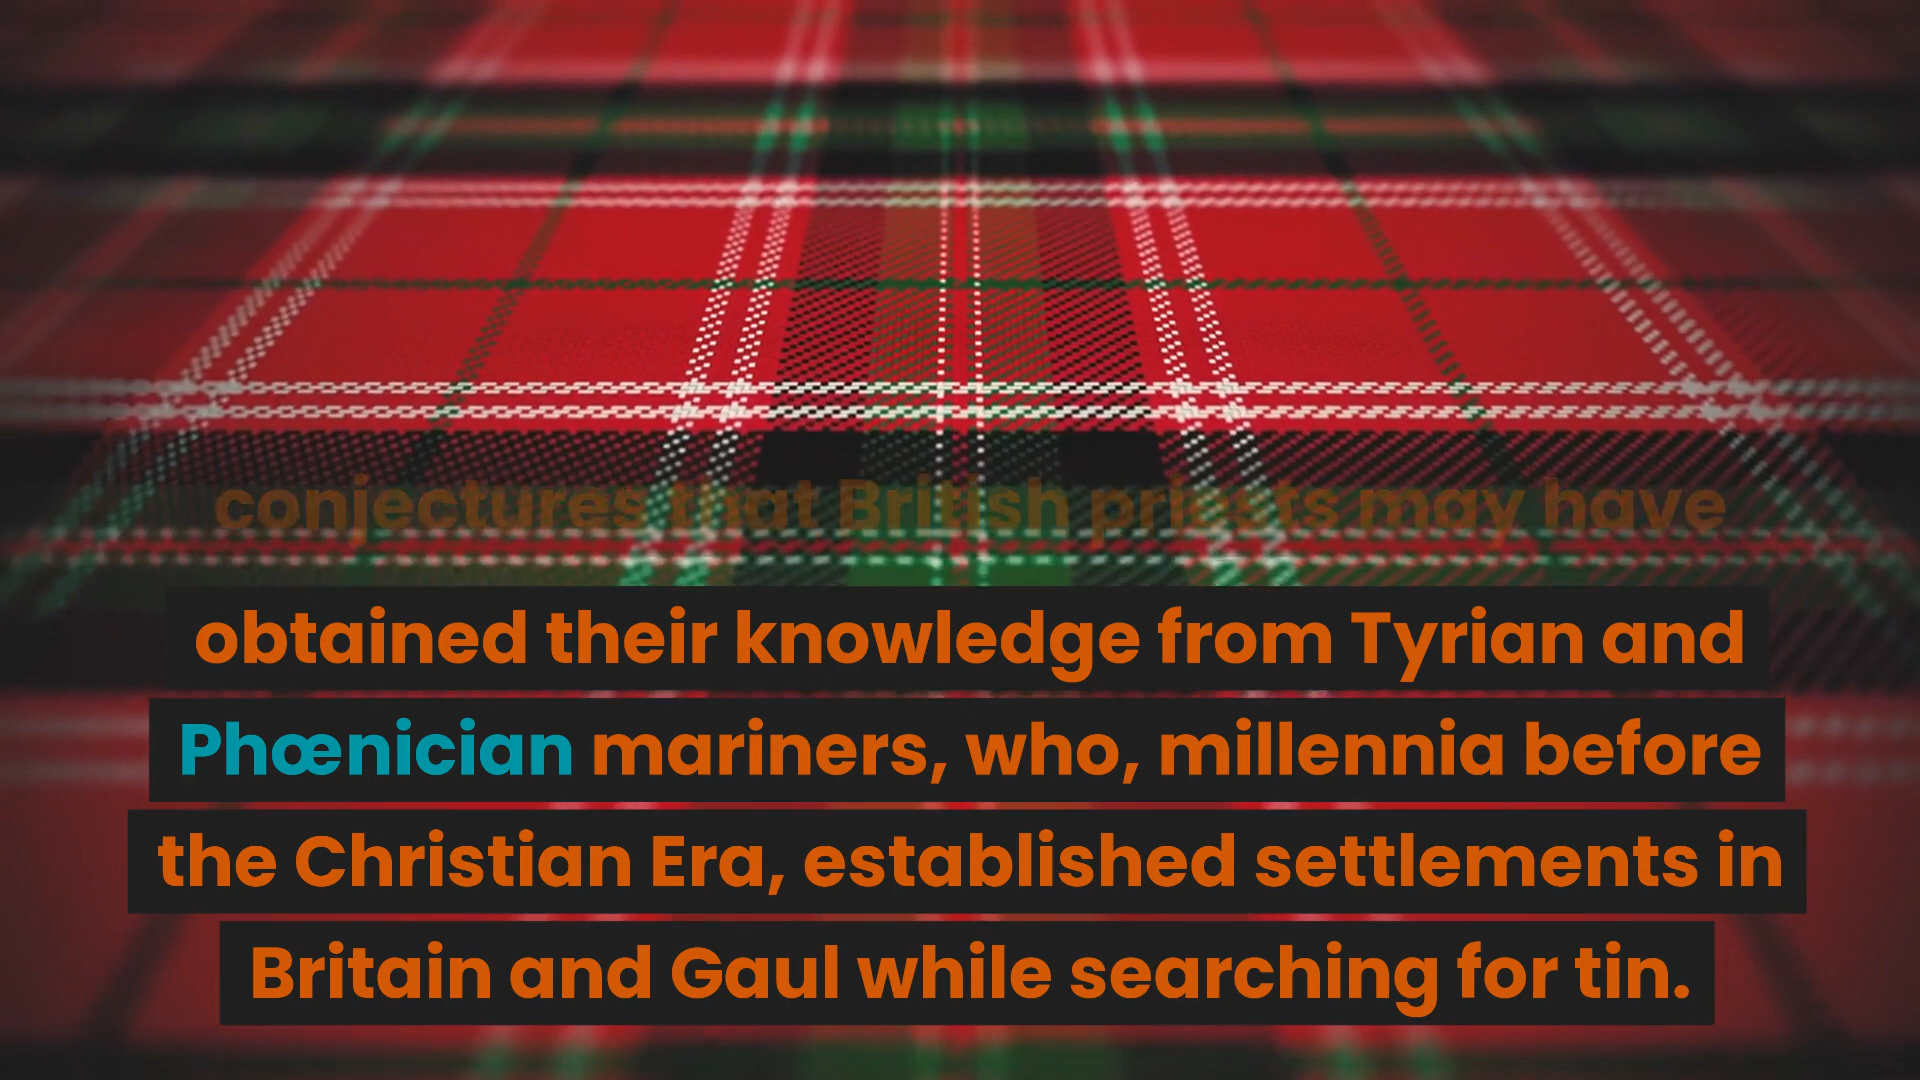 conjectures that British priests may have
obtained their knowledge from Tyrian and
Phœnician mariners, who, millennia before
the Christian Era, established settlements in
Britain and Gaul while searching for tin.